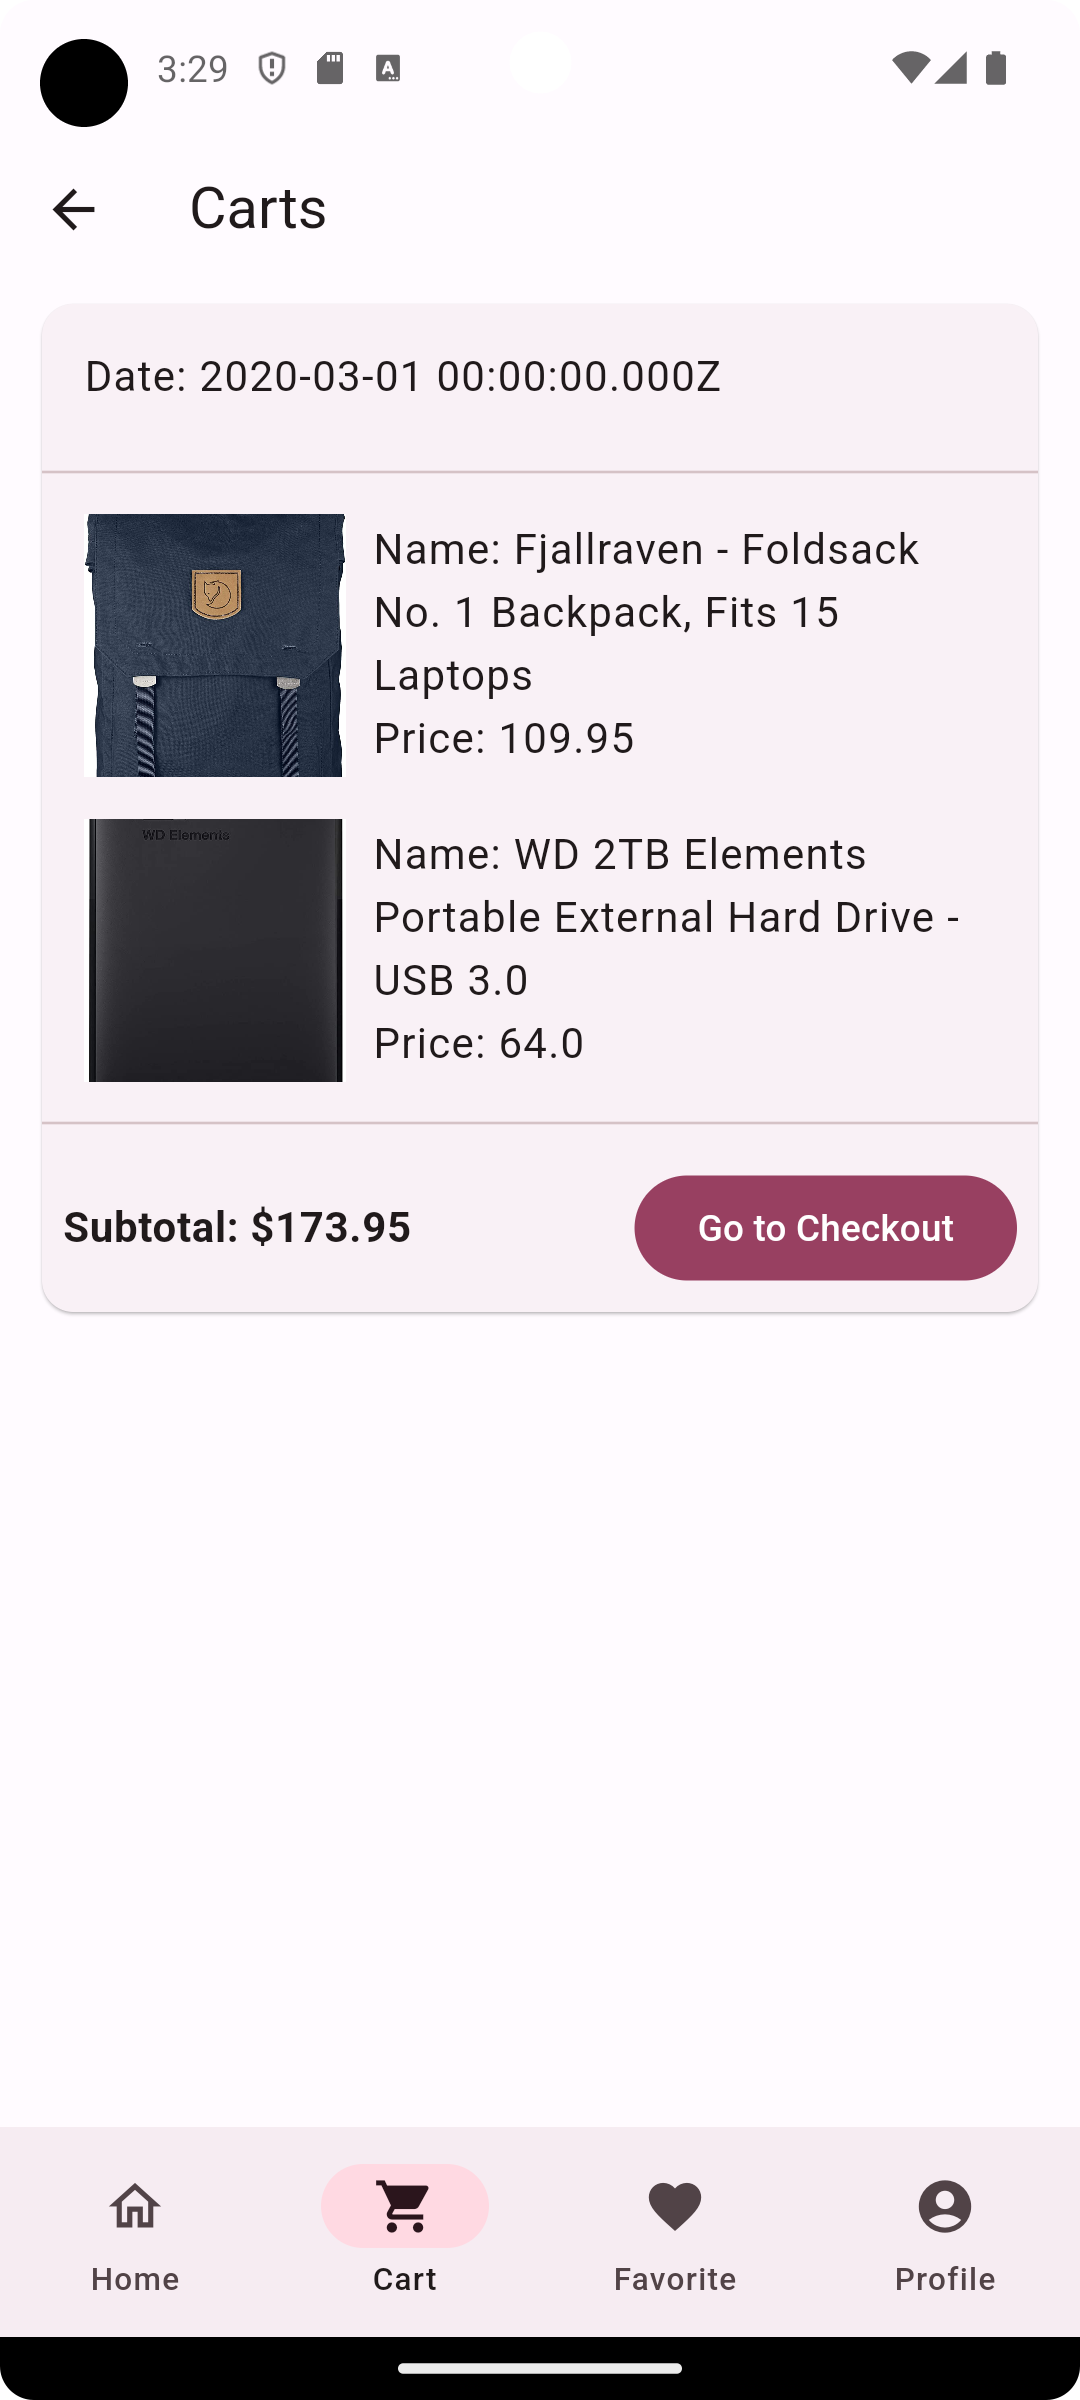 3:29
Carts
Date: 2020-03-01 00:00:00.000Z
Name: Fjallraven - Foldsack
No. 1 Backpack, Fits 15
Laptops
Price: 109.95
WD Elements
Name: WD 2TB Elements
Portable External Hard Drive -
USB 3.0
Price: 64.0
Subtotal: $173.95
Go to Checkout
Home
Cart
Favorite
Profile